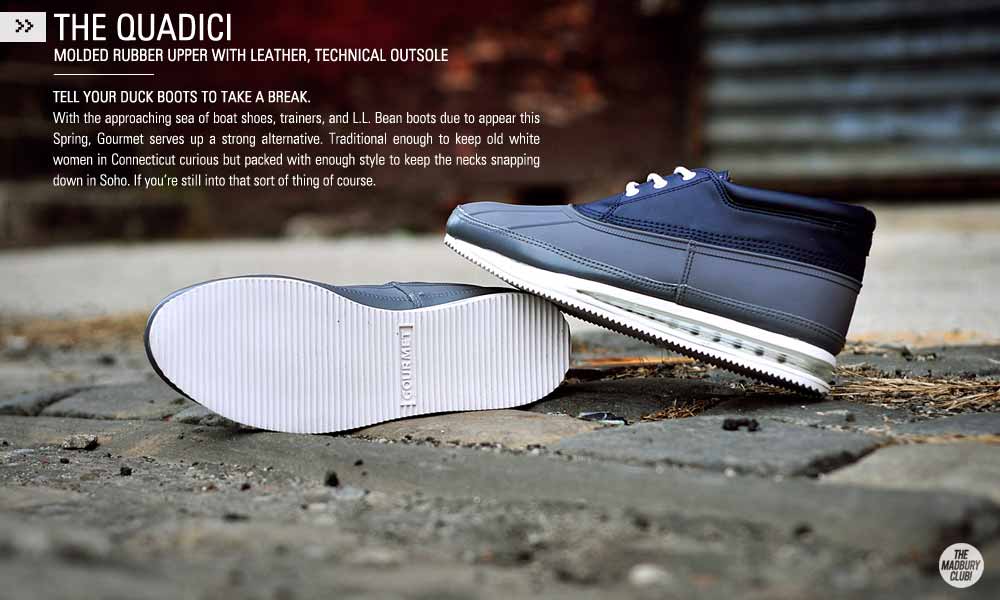 THE QUADICI
MOLDED RUBBER UPPER WITH LEATHER, TECHNICAL OUTSOLE
TELL YOUR DUCK BOOTS TO TAKE A BREAK.
With the approaching sea of boat shoes, trainers, and L.L. Bean boots due to appear this
Spring, Gourmet serves up a strong alternative. Traditional enough to keep old white
women in Connecticut curious but packed with enough style to keep the necks snapping
down in Soho. If you're still into that sort of thing of course.
GOURMET
THE
MADBURY
CLUB!